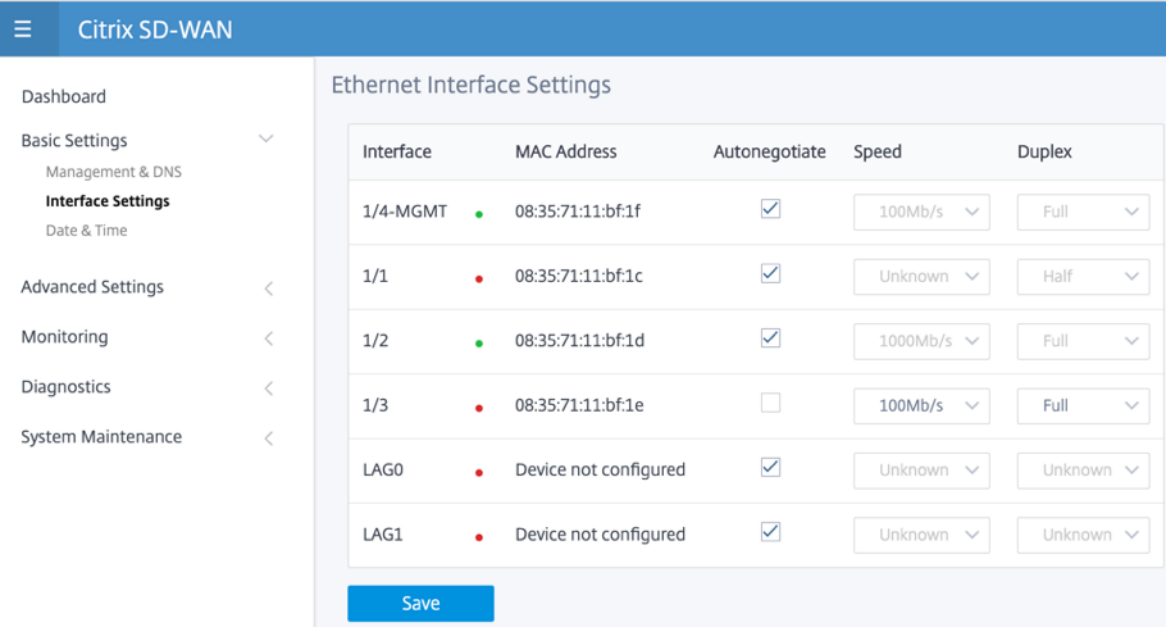 Citrix SD-WAN
Dashboard
Basic Settings
Management & DNS
Interface Settings
Date & Time
Advanced Settings
Monitoring
Diagnostics
System Maintenance
Ethernet Interface Settings
Interface MAC Address Autonegotiate Speed Duplex
1/4-MGMT 08:35:71:11:bf:1f 100Mb/s Full
1/1 08:35:71:11:bf:1c Unknown Half
1/2 08:35:71:11:bf:1d 1000Mb/s Full
1/3 08:35:71:11:bf:1e 100Mb/s Full
LAG0 Device not configured Unknown Unknown
LAG1 Device not configured Unknown Unknown
Save